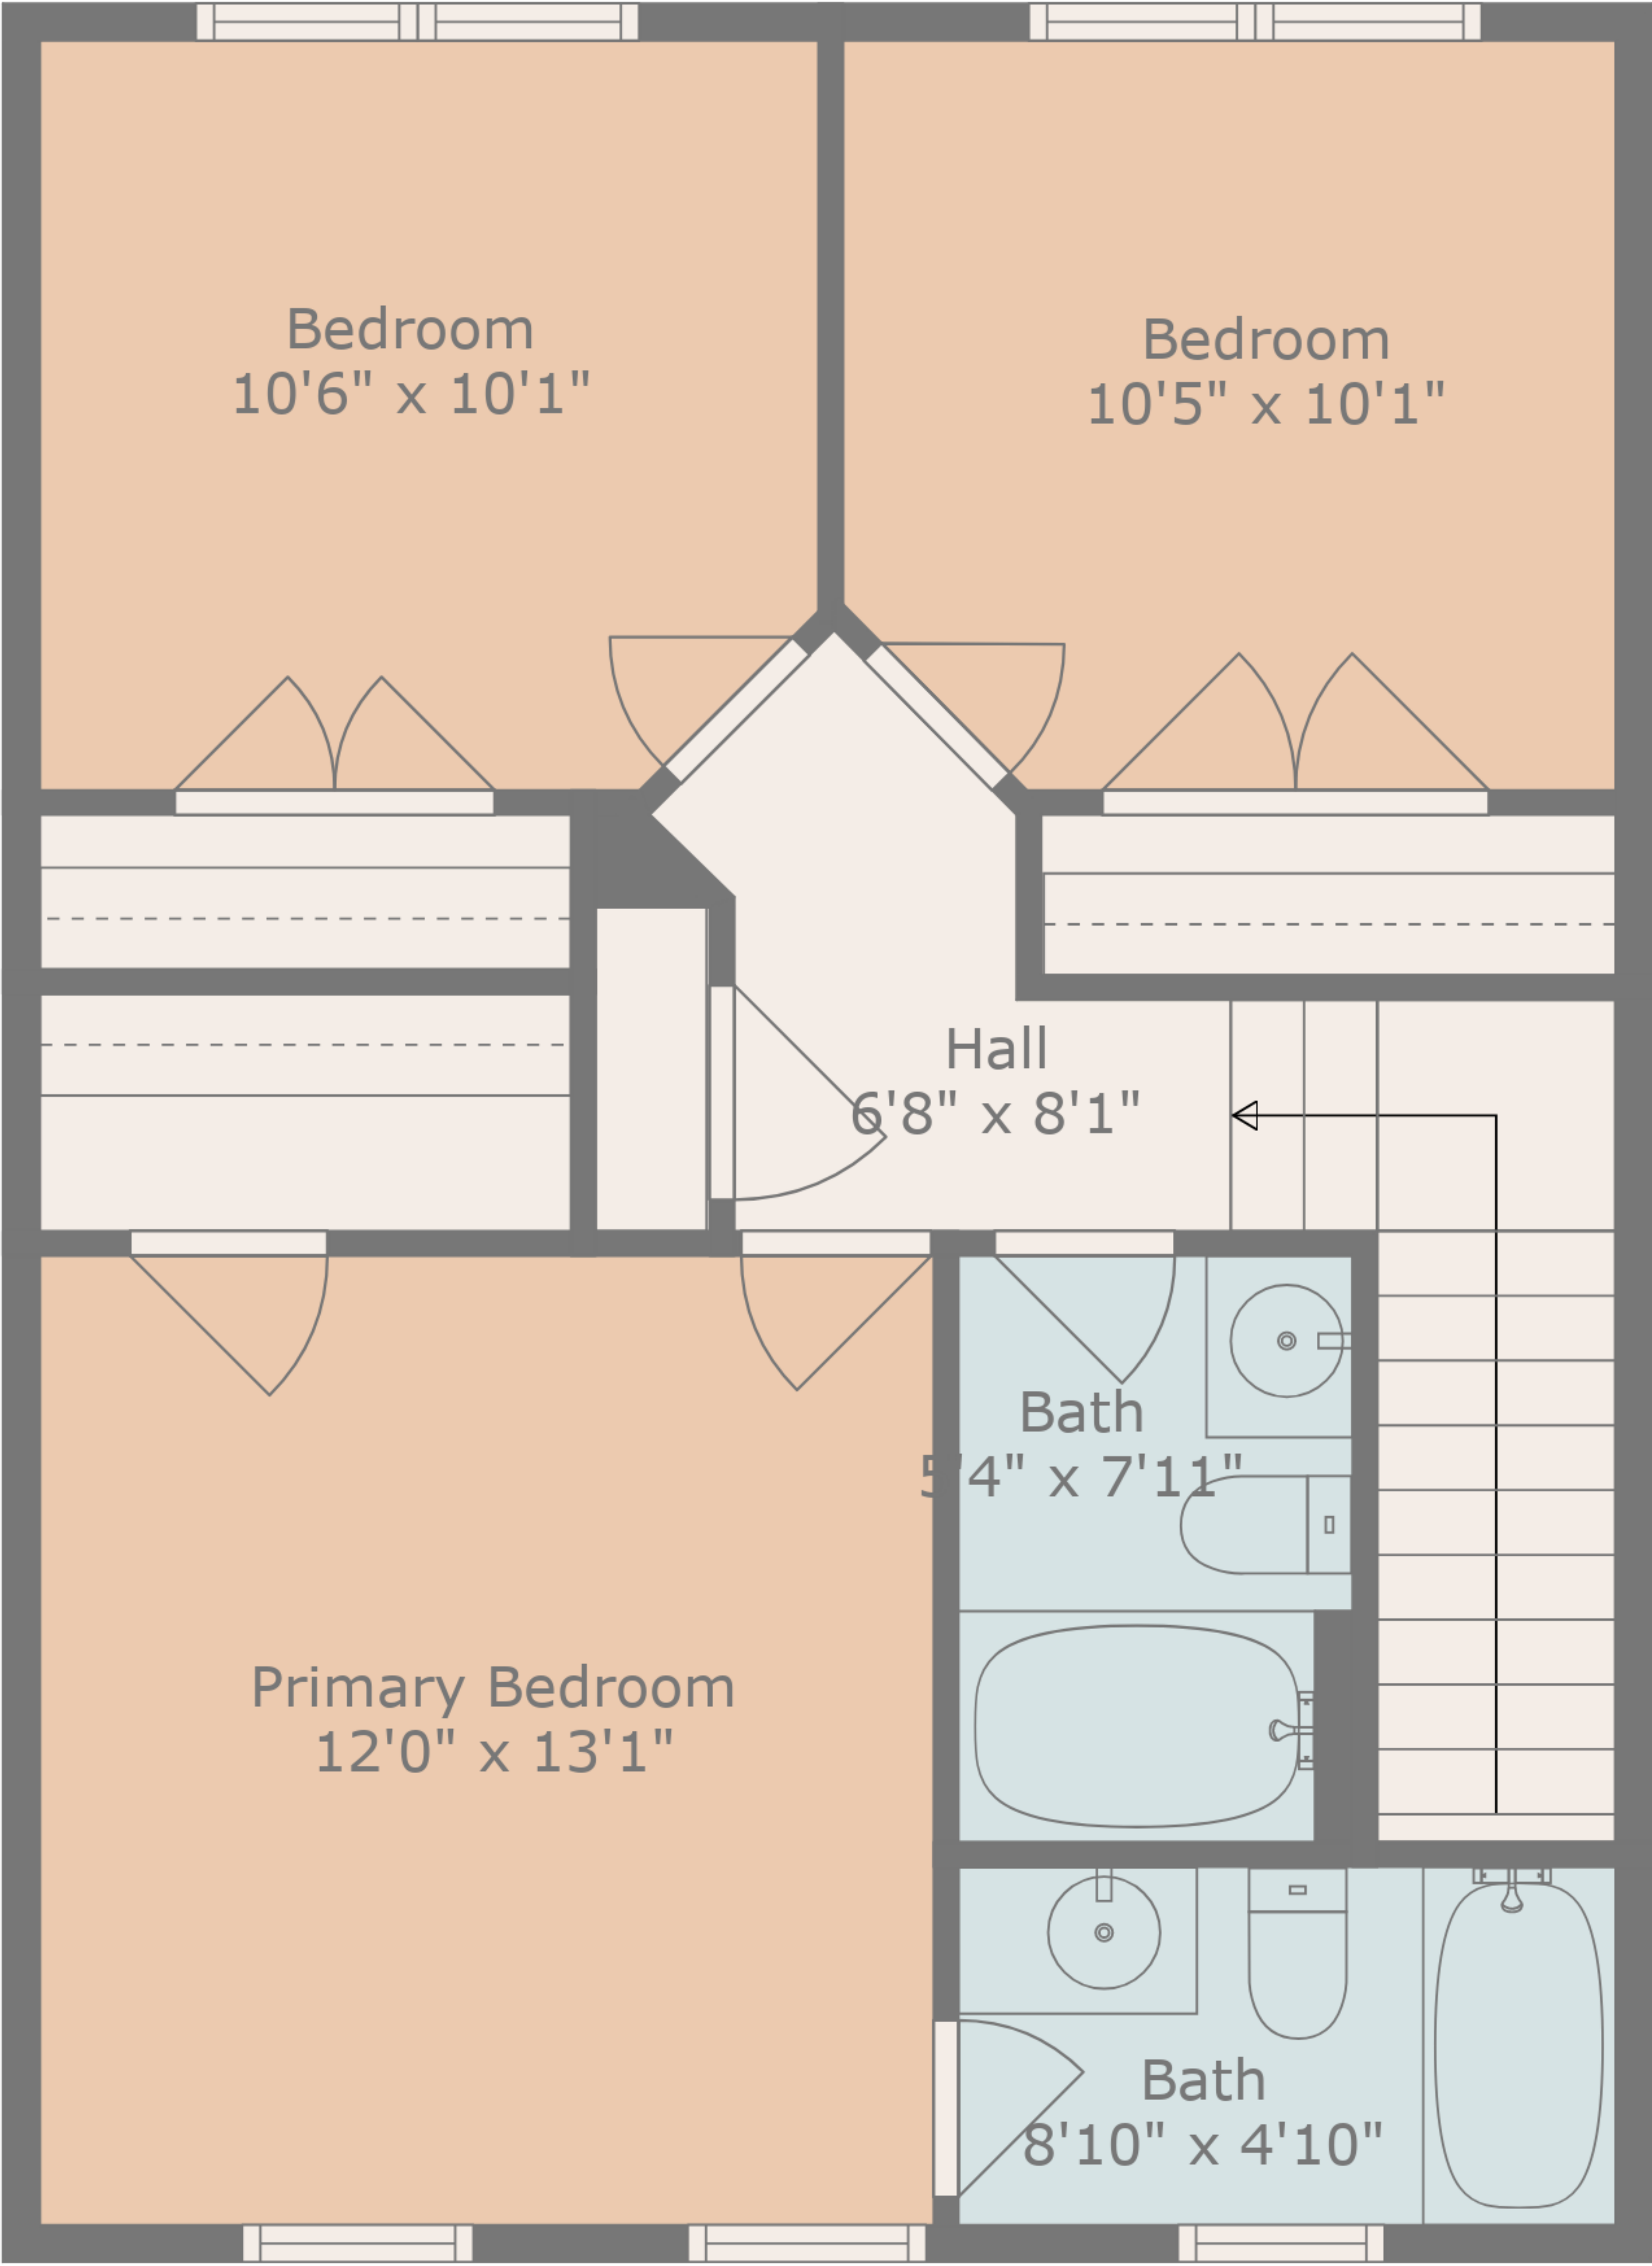 Bedroom
10'6" x 10'1"
Bedroom
10'5" x 10'1"
Hall
6'8" x 8'1"
Bath
5'4" x 7'11"
Primary Bedroom
12'0" x 13'1"
Bath
8'10" x 4'10"